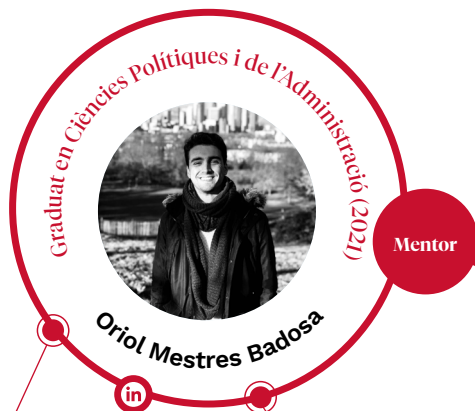 Graduat en Ciències Polítiques i de l'Administració (2021)
Mentor
Oriol Mestres Badosa
in